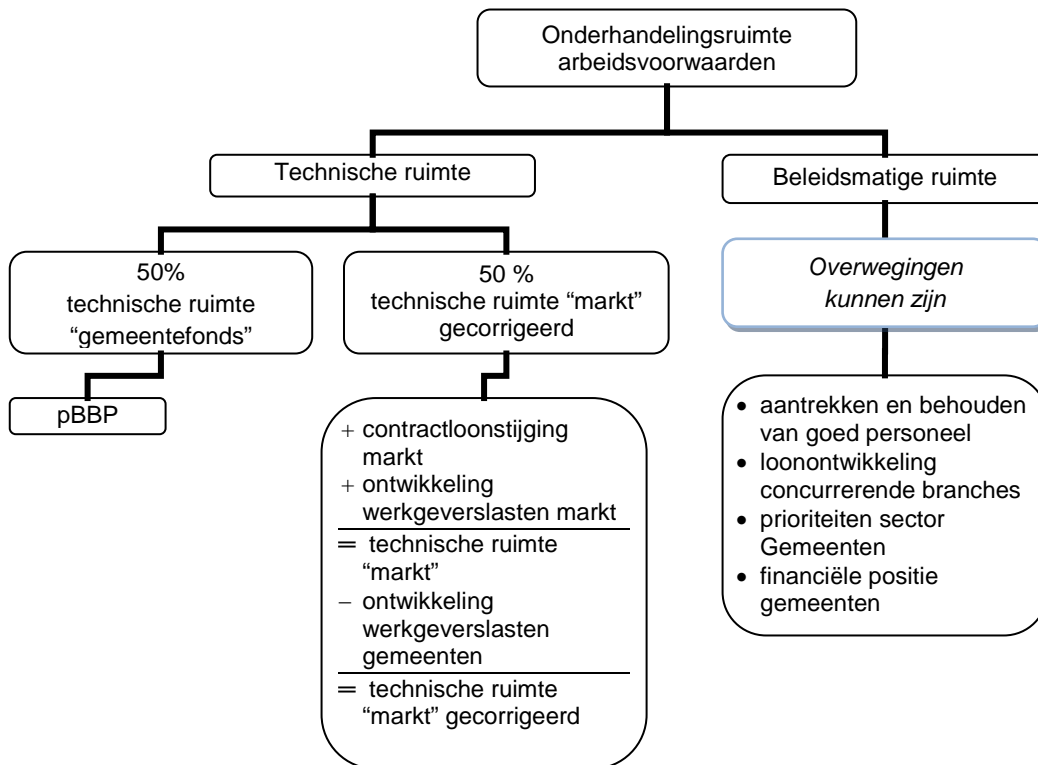 Onderhandelingsruimte
arbeidsvoorwaarden
Technische ruimte
Beleidsmatige ruimte
50%
technische ruimte
“gemeentefonds”
50 %
technische ruimte “markt”
gecorrigeerd
Overwegingen
kunnen zijn
pBBP
+ contractloonstijging
markt
+ ontwikkeling
werkgeverslasten markt
= technische ruimte
“markt”
− ontwikkeling
werkgeverslasten
gemeenten
= technische ruimte
“markt” gecorrigeerd
• aantrekken en behouden
van goed personeel
• loonontwikkeling
concurrerende branches
• prioriteiten sector
Gemeenten
• financiële positie
gemeenten